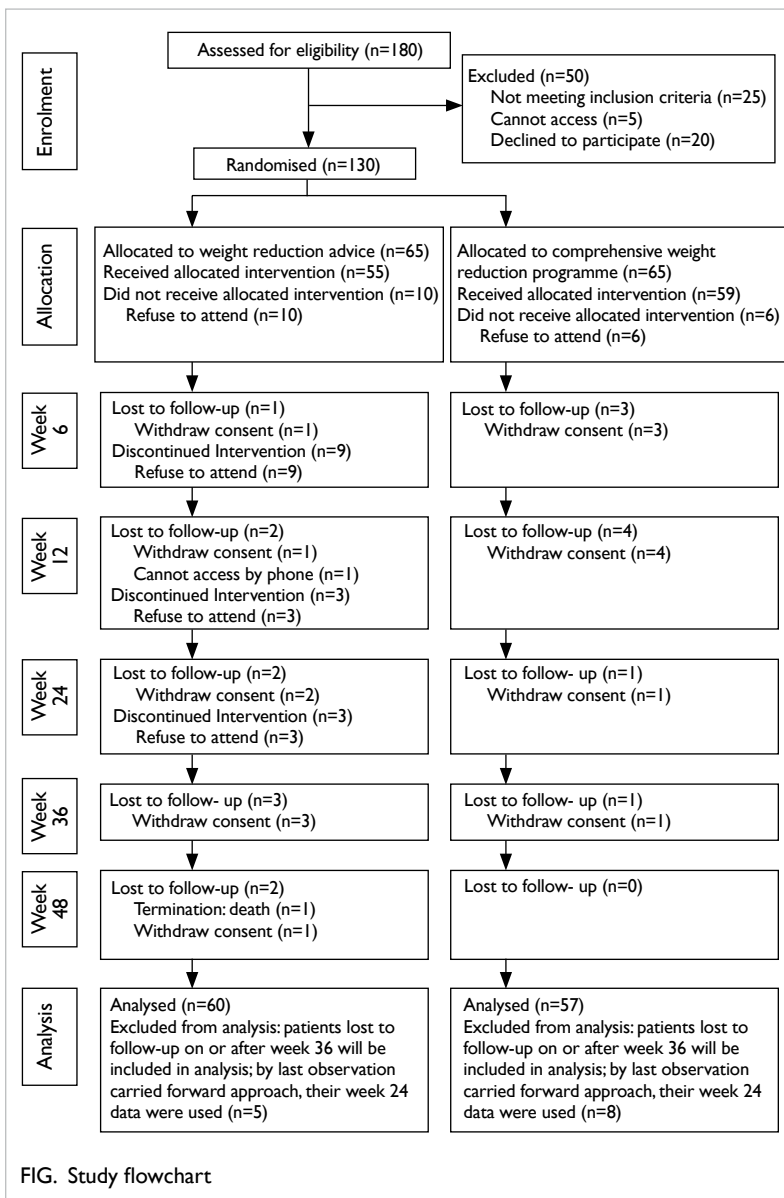 Enrolment
Assessed for eligibility (n=180)
Excluded (n=50)
Not meeting inclusion criteria (n=25)
Cannot access (n=5)
Declined to participate (n=20)
Randomised (n=130)
Allocation
Allocated to weight reduction advice (n=65)
Received allocated intervention (n=55)
Did not receive allocated intervention (n=10)
Refuse to attend (n=10)
Allocated to comprehensive weight
reduction programme (n=65)
Received allocated intervention (n=59)
Did not receive allocated intervention (n=6)
Refuse to attend (n=6)
Week
6
Lost to follow-up (n=1)
Withdraw consent (n=1)
Discontinued Intervention (n=9)
Refuse to attend (n=9)
Lost to follow-up (n=3)
Withdraw consent (n=3)
Week
12
Lost to follow-up (n=2)
Withdraw consent (n=1)
Cannot access by phone (n=1)
Discontinued Intervention (n=3)
Refuse to attend (n=3)
Lost to follow-up (n=4)
Withdraw consent (n=4)
Week
24
Lost to follow-up (n=2)
Withdraw consent (n=2)
Discontinued Intervention (n=3)
Refuse to attend (n=3)
Lost to follow- up (n=1)
Withdraw consent (n=1)
Week
36
Lost to follow- up (n=3)
Withdraw consent (n=3)
Lost to follow- up (n=1)
Withdraw consent (n=1)
Week
48
Lost to follow-up (n=2)
Termination: death (n=1)
Withdraw consent (n=1)
Lost to follow- up (n=0)
Analysis
Analysed (n=60)
Excluded from analysis: patients lost to
follow-up on or after week 36 will be
included in analysis; by last observation
carried forward approach, their week 24
data were used (n=5)
Analysed (n=57)
Excluded from analysis: patients lost to
follow-up on or after week 36 will be
included in analysis; by last observation
carried forward approach, their week 24
data were used (n=8)
FIG. Study flowchart